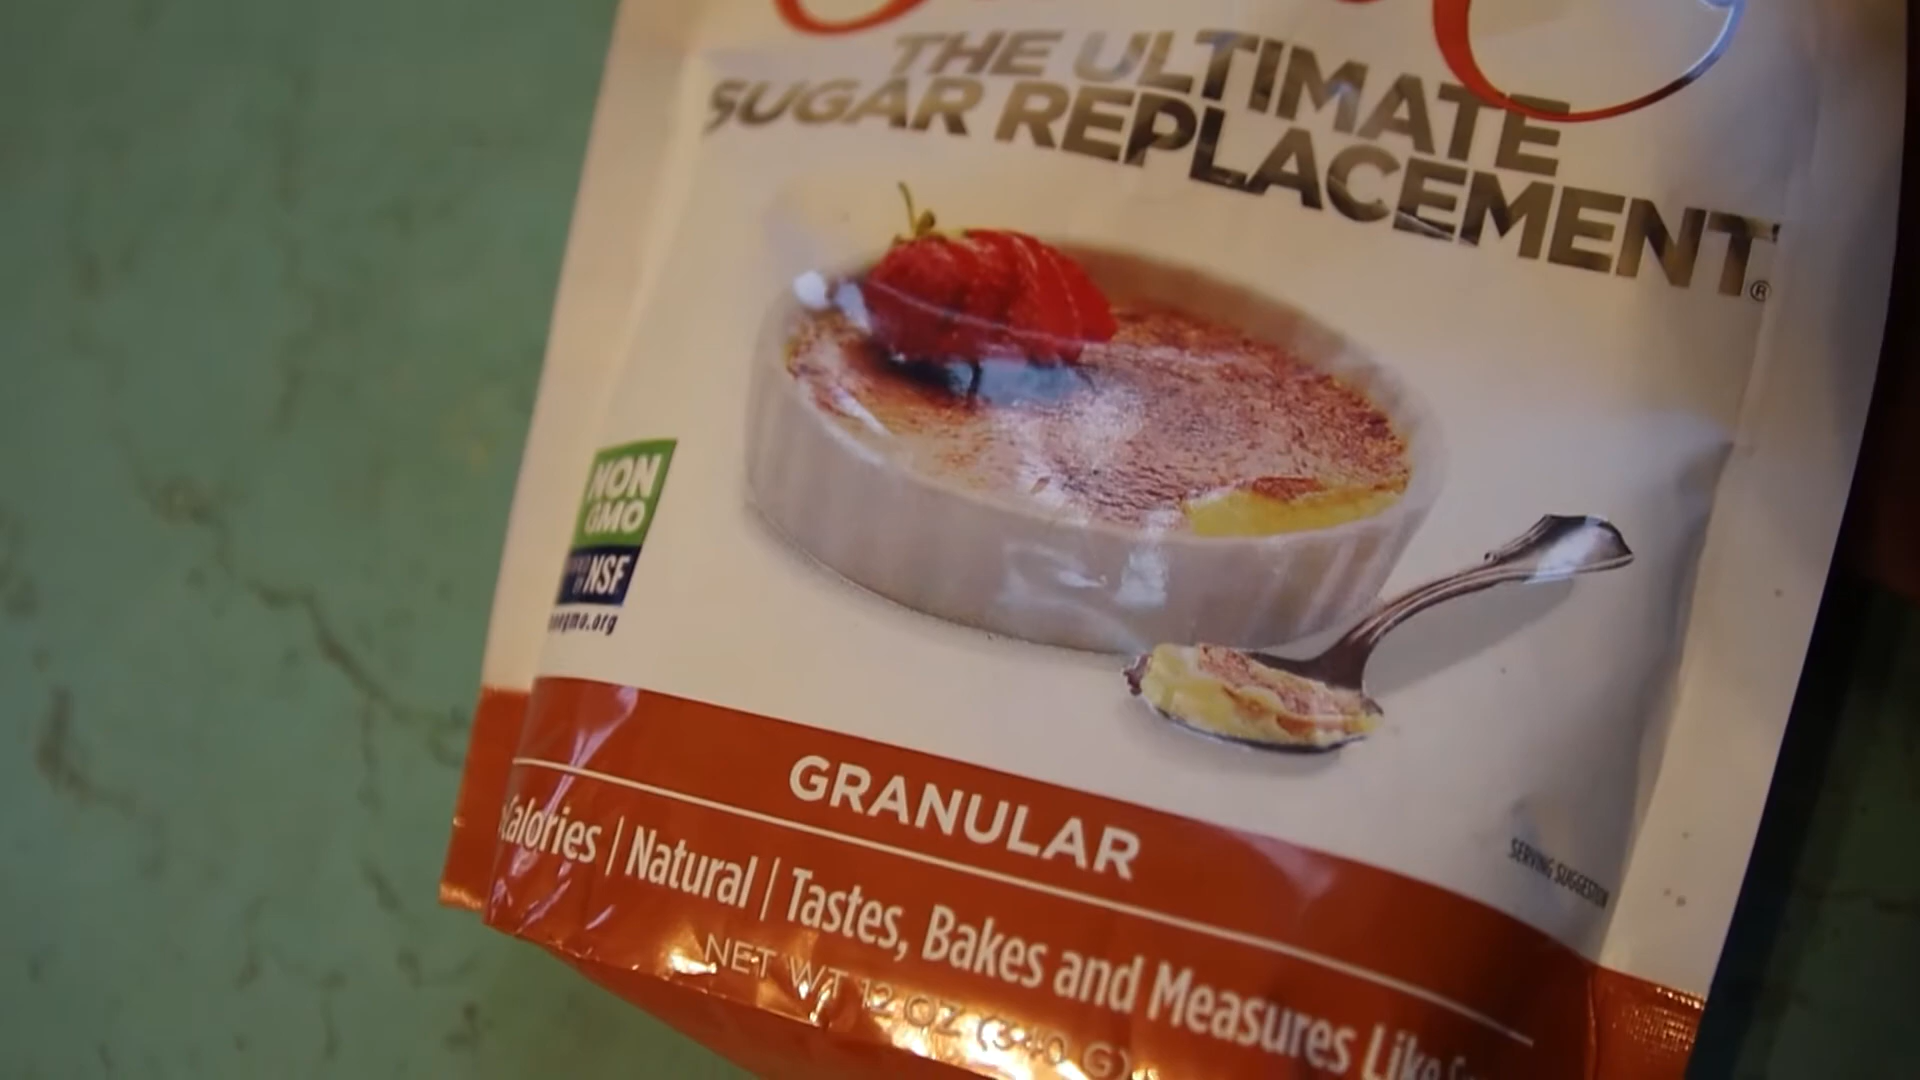 THE ULTIMATE
SUGAR REPLACEMENT®
NON
GMO
NSF
nongmo.org
GRANULAR
Calories | Natural | Tastes, Bakes and Measures Like
SERVING SUGGESTION
NET WT 12 OZ (340 G)